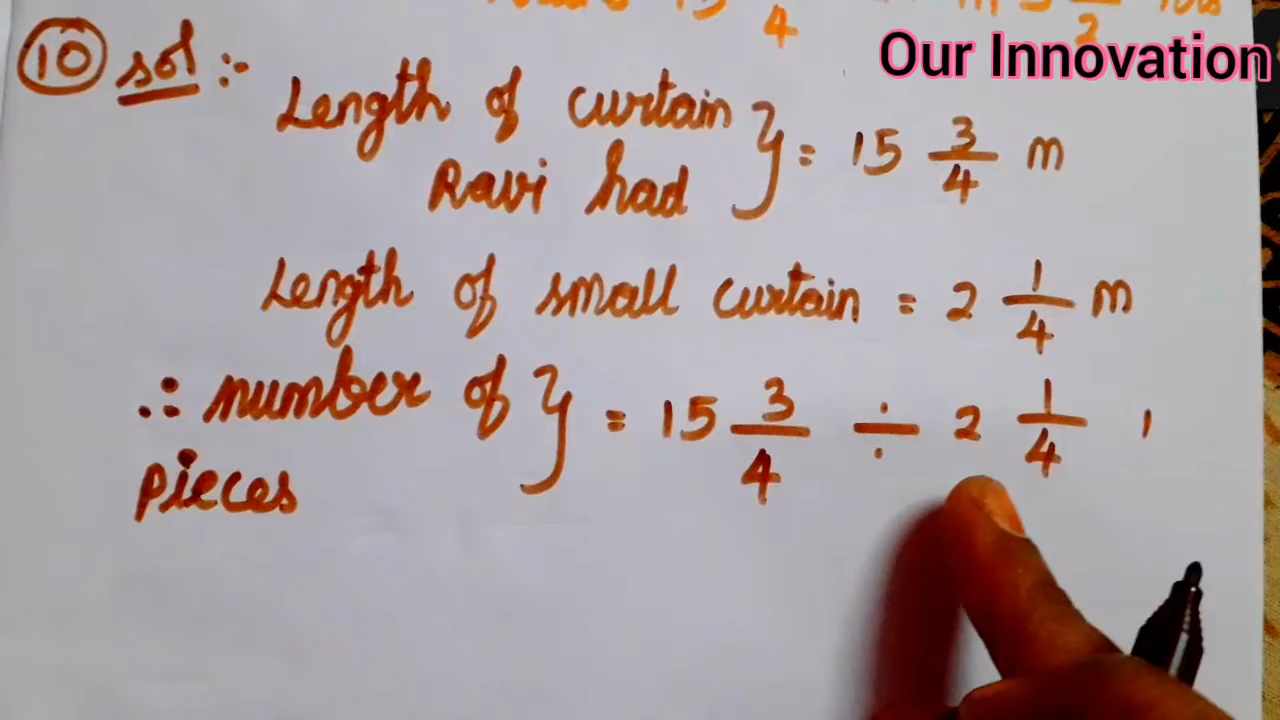 Our Innovation
10 sol :-
Length of curtain Ravi had } = 15 3/4 m
Length of small curtain = 2 1/4 m
∴ number of pieces } = 15 3/4 ÷ 2 1/4